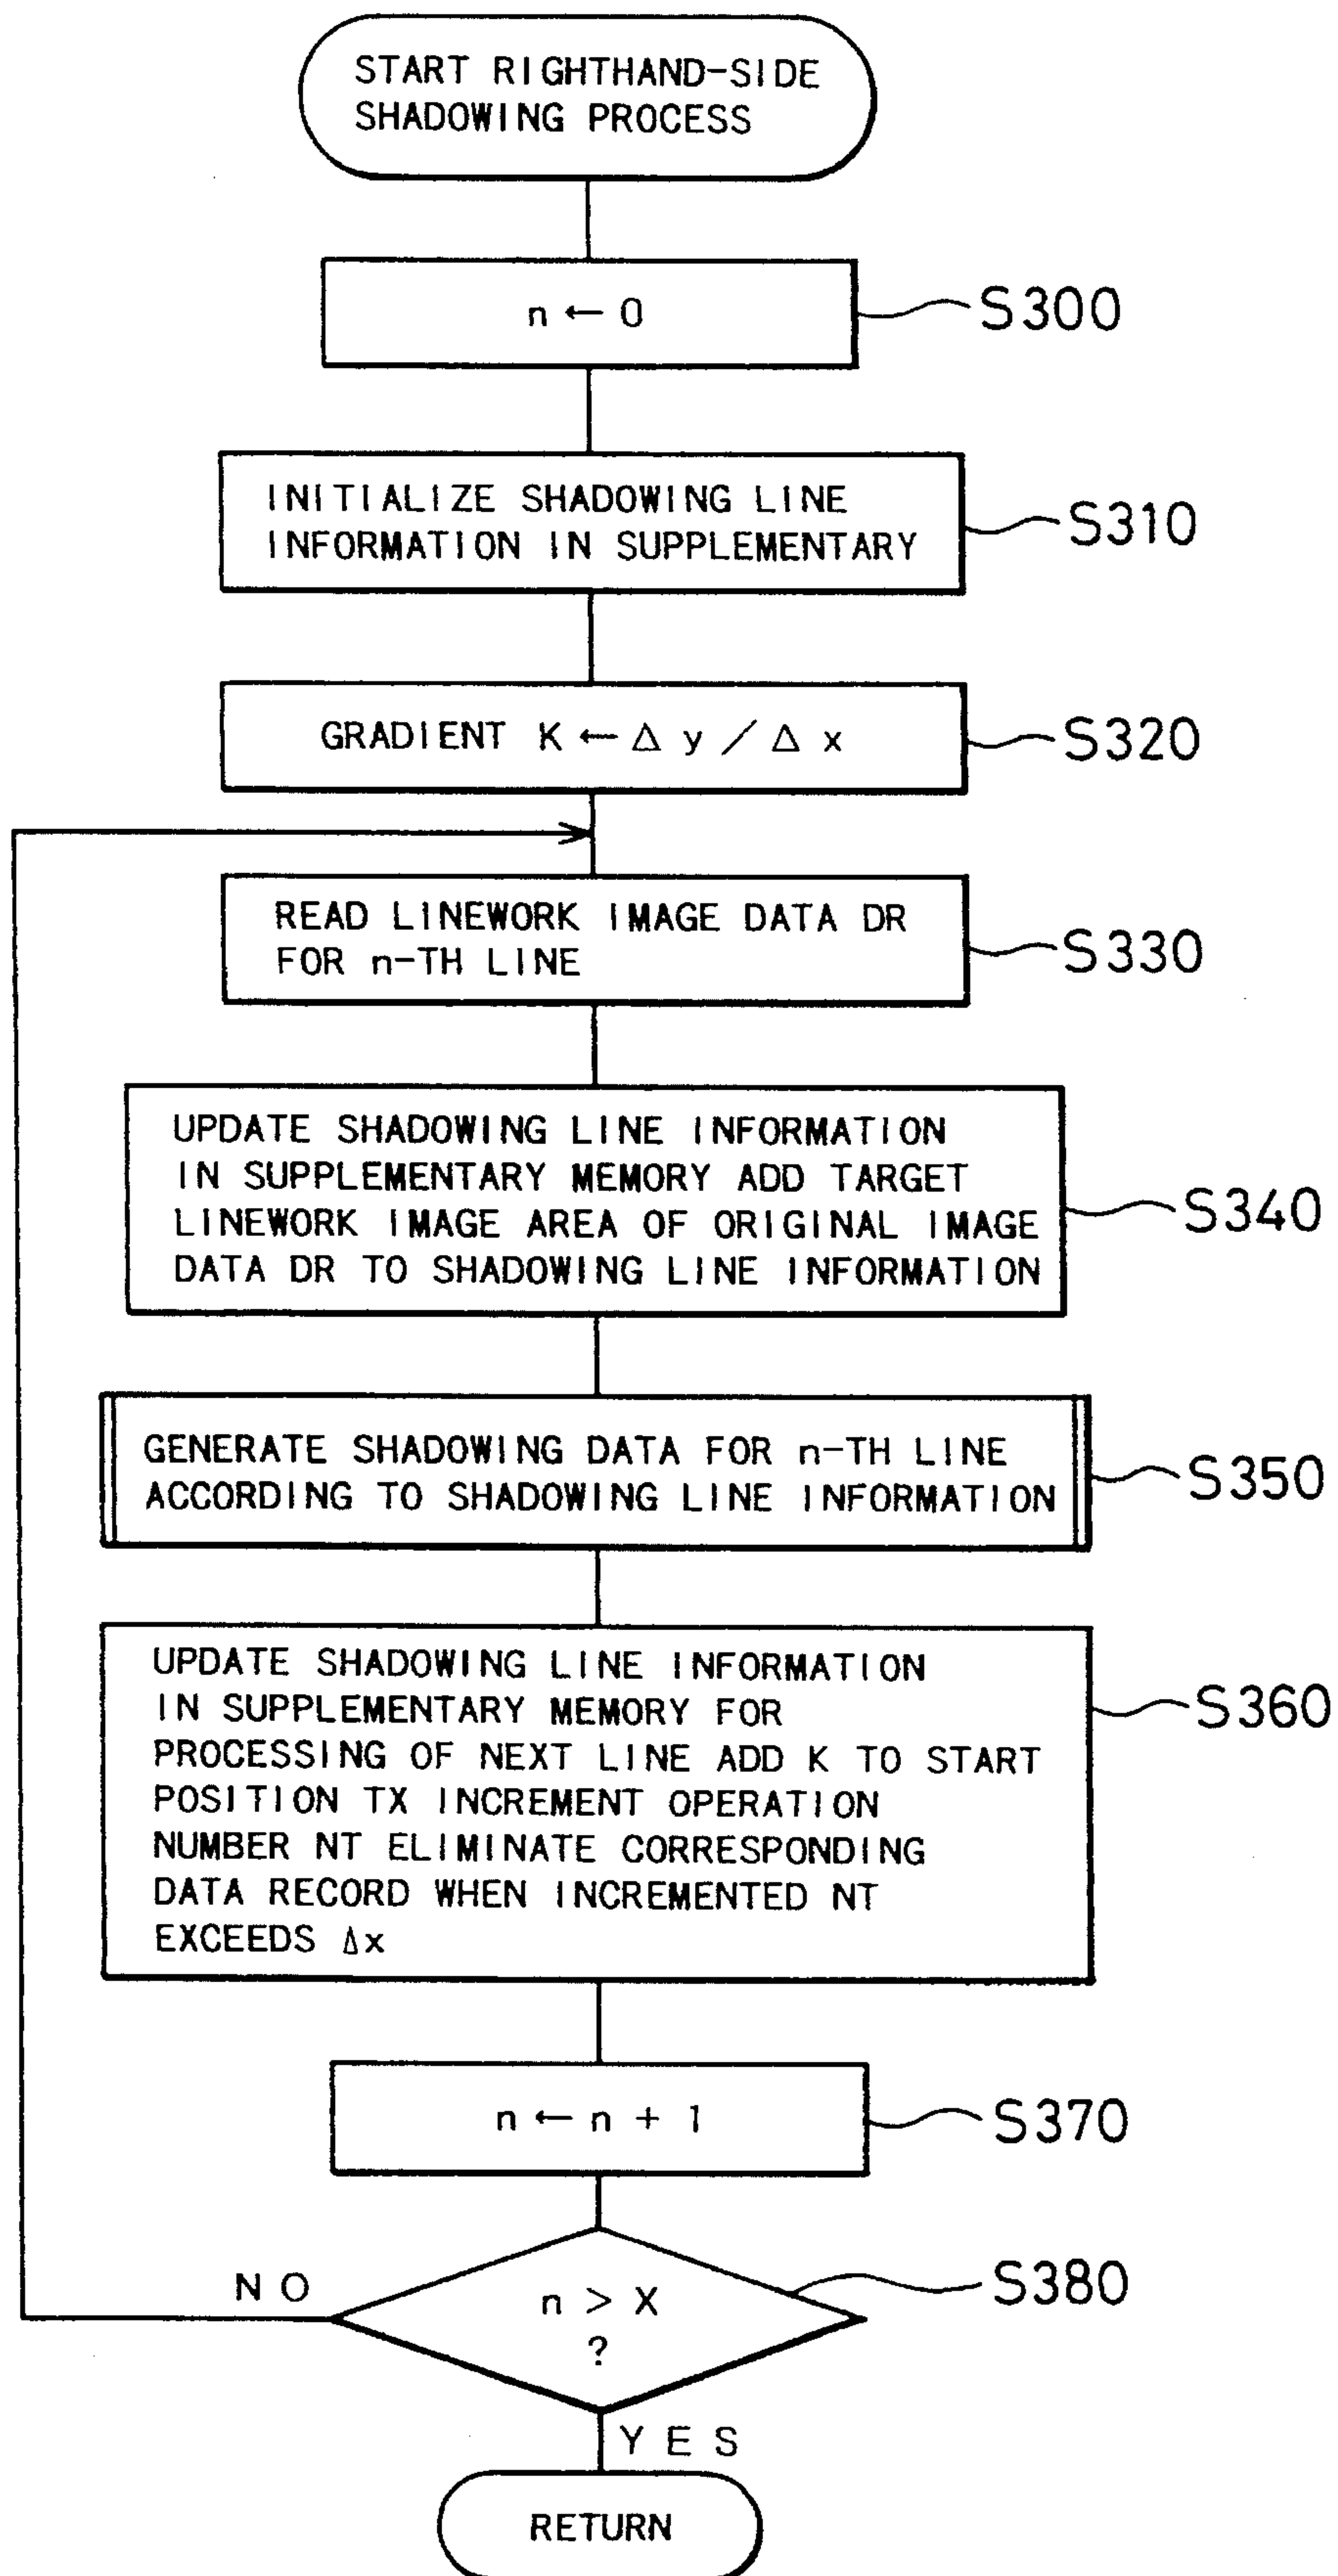 START RIGHTHAND-SIDE
SHADOWING PROCESS
n ← 0
S300
INITIALIZE SHADOWING LINE
INFORMATION IN SUPPLEMENTARY
S310
GRADIENT K ← Δ y / Δ x
S320
READ LINEWORK IMAGE DATA DR
FOR n-TH LINE
S330
UPDATE SHADOWING LINE INFORMATION
IN SUPPLEMENTARY MEMORY ADD TARGET
LINEWORK IMAGE AREA OF ORIGINAL IMAGE
DATA DR TO SHADOWING LINE INFORMATION
S340
GENERATE SHADOWING DATA FOR n-TH LINE
ACCORDING TO SHADOWING LINE INFORMATION
S350
UPDATE SHADOWING LINE INFORMATION
IN SUPPLEMENTARY MEMORY FOR
PROCESSING OF NEXT LINE ADD K TO START
POSITION TX INCREMENT OPERATION
NUMBER NT ELIMINATE CORRESPONDING
DATA RECORD WHEN INCREMENTED NT
EXCEEDS Δx
S360
n ← n + 1
S370
n > X
?
S380
NO
YES
RETURN